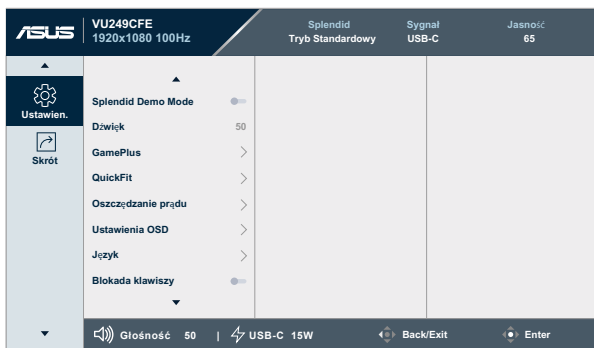 ASUS
VU249CFE
1920x1080 100Hz
Splendid
Tryb Standardowy
Sygnał
USB-C
Jasność
65
Ustawien.
Skrót
Splendid Demo Mode
Dźwięk 50
GamePlus
QuickFit
Oszczędzanie prądu
Ustawienia OSD
Język
Blokada klawiszy
Głośność 50 | USB-C 15W Back/Exit Enter